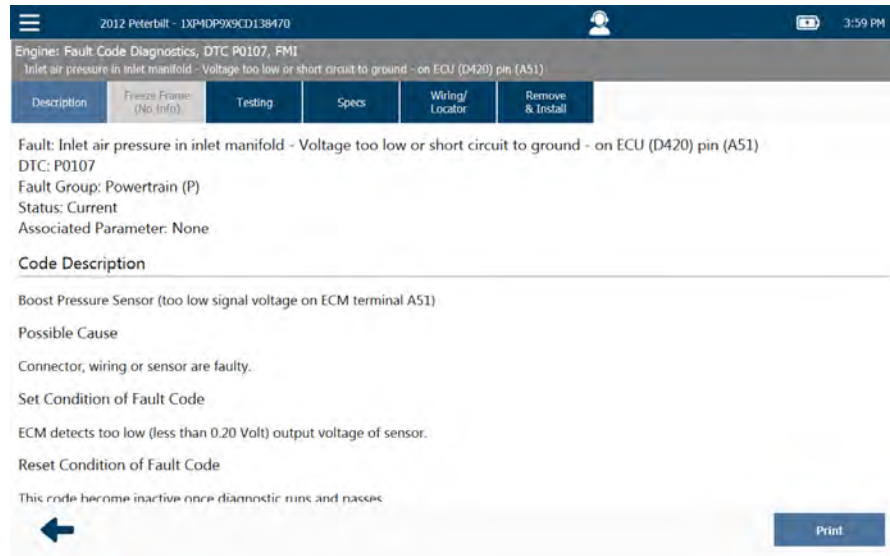 2012 Peterbilt - 1XP4DP9X9CD138470
3:59 PM
Engine: Fault Code Diagnostics, DTC P0107, FMI
Inlet air pressure in inlet manifold - Voltage too low or short circuit to ground - on ECU (D420) pin (A51)
Description
Freeze Frame
(No Info)
Testing
Specs
Wiring/
Locator
Remove
& Install
Fault: Inlet air pressure in inlet manifold - Voltage too low or short circuit to ground - on ECU (D420) pin (A51)
DTC: P0107
Fault Group: Powertrain (P)
Status: Current
Associated Parameter: None
Code Description
Boost Pressure Sensor (too low signal voltage on ECM terminal A51)
Possible Cause
Connector, wiring or sensor are faulty.
Set Condition of Fault Code
ECM detects too low (less than 0.20 Volt) output voltage of sensor.
Reset Condition of Fault Code
This code become inactive once diagnostic runs and passes
Print